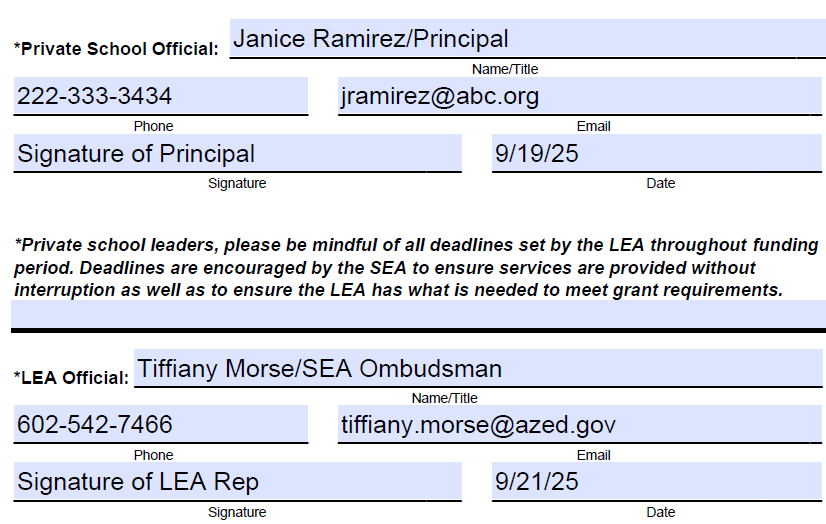 *Private School Official: Janice Ramirez/Principal
Name/Title
222-333-3434 jramirez@abc.org
Phone Email
Signature of Principal 9/19/25
Signature Date
*Private school leaders, please be mindful of all deadlines set by the LEA throughout funding
period. Deadlines are encouraged by the SEA to ensure services are provided without
interruption as well as to ensure the LEA has what is needed to meet grant requirements.
*LEA Official: Tiffiany Morse/SEA Ombudsman
Name/Title
602-542-7466 tiffiany.morse@azed.gov
Phone Email
Signature of LEA Rep 9/21/25
Signature Date